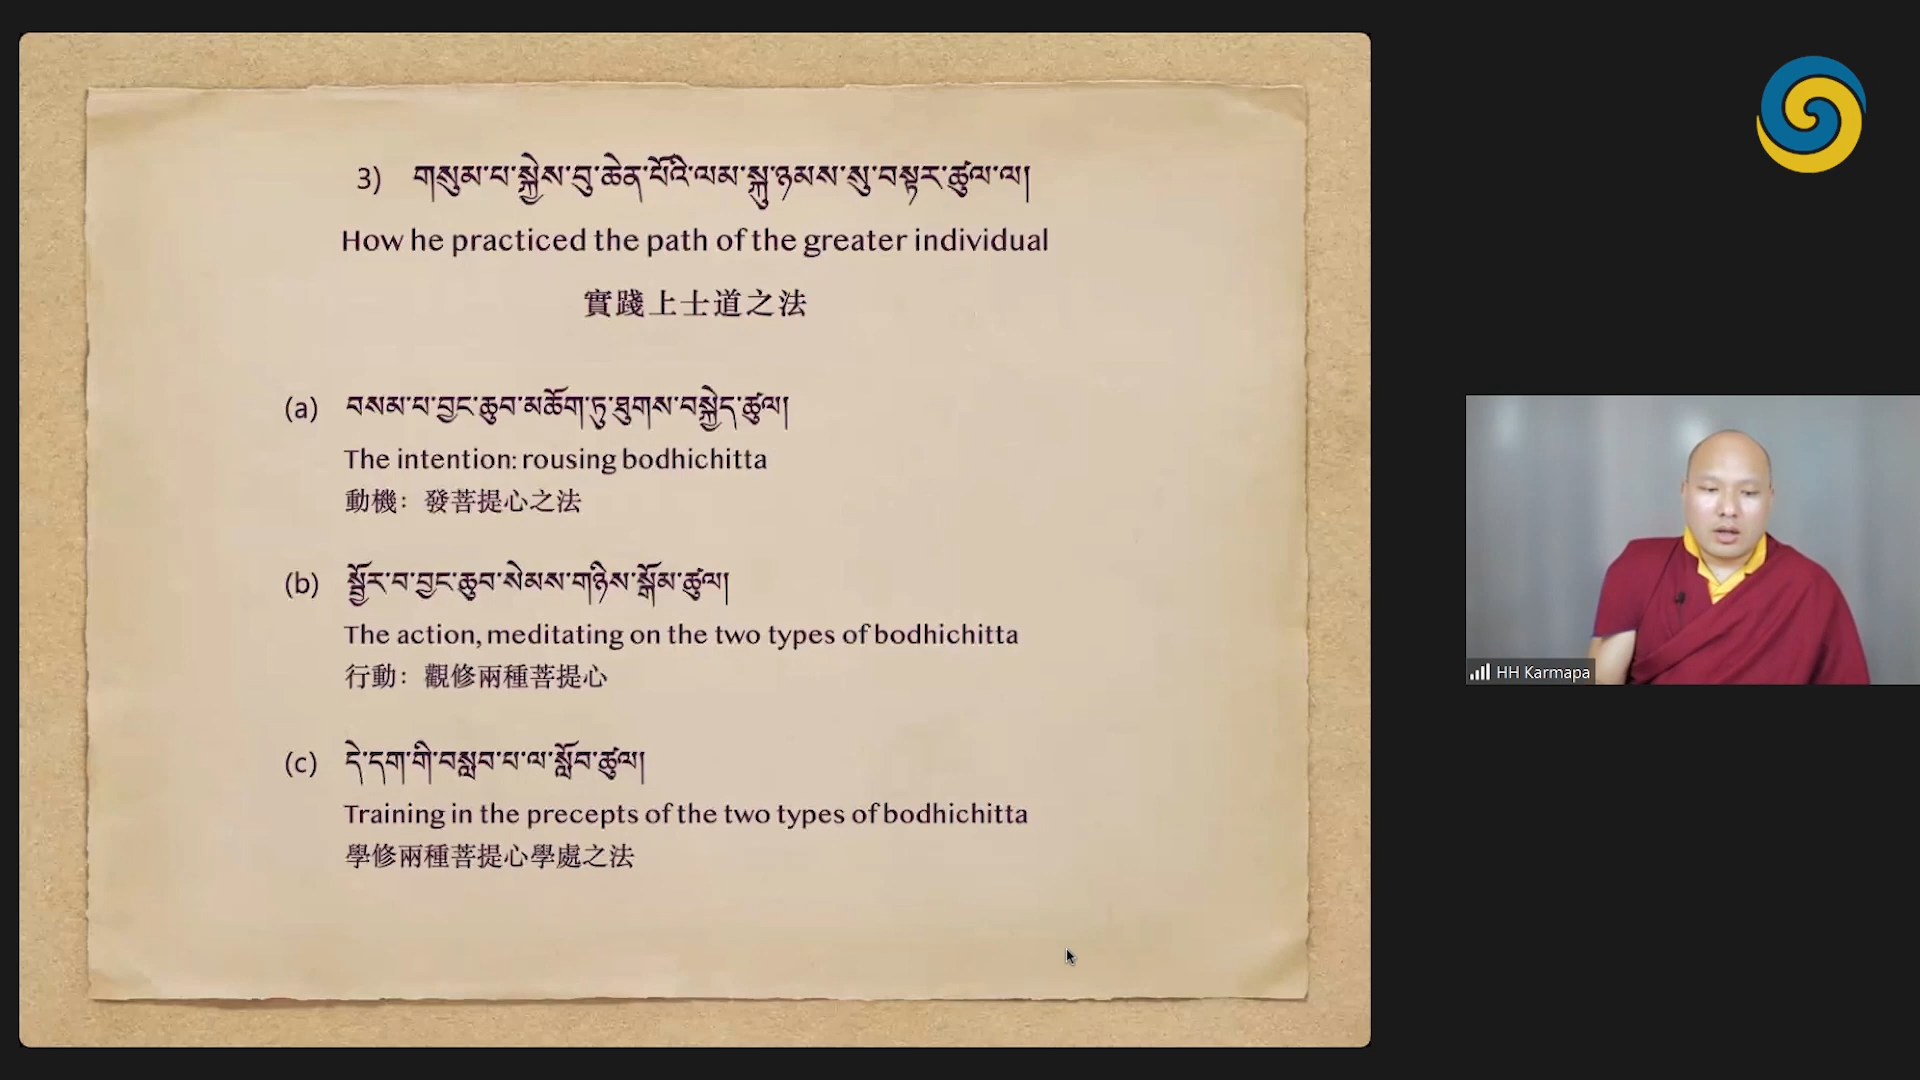 3) གསུམ་པ་སྐྱེས་བུ་ཆེན་པོའི་ལམ་སྐུ་ཉམས་སུ་བསྟར་ཚུལ་ལ།
How he practiced the path of the greater individual
實踐上士道之法
(a) བསམ་པ་བྱང་ཆུབ་མཆོག་ཏུ་ཐུགས་བསྐྱེད་ཚུལ།
The intention: rousing bodhichitta
動機：發菩提心之法
(b) སྦྱོར་བ་བྱང་ཆུབ་སེམས་གཉིས་སྒོམ་ཚུལ།
The action, meditating on the two types of bodhichitta
行動：觀修兩種菩提心
(c) དེ་དག་གི་བསླབ་པ་ལ་སློབ་ཚུལ།
Training in the precepts of the two types of bodhichitta
學修兩種菩提心學處之法
HH Karmapa